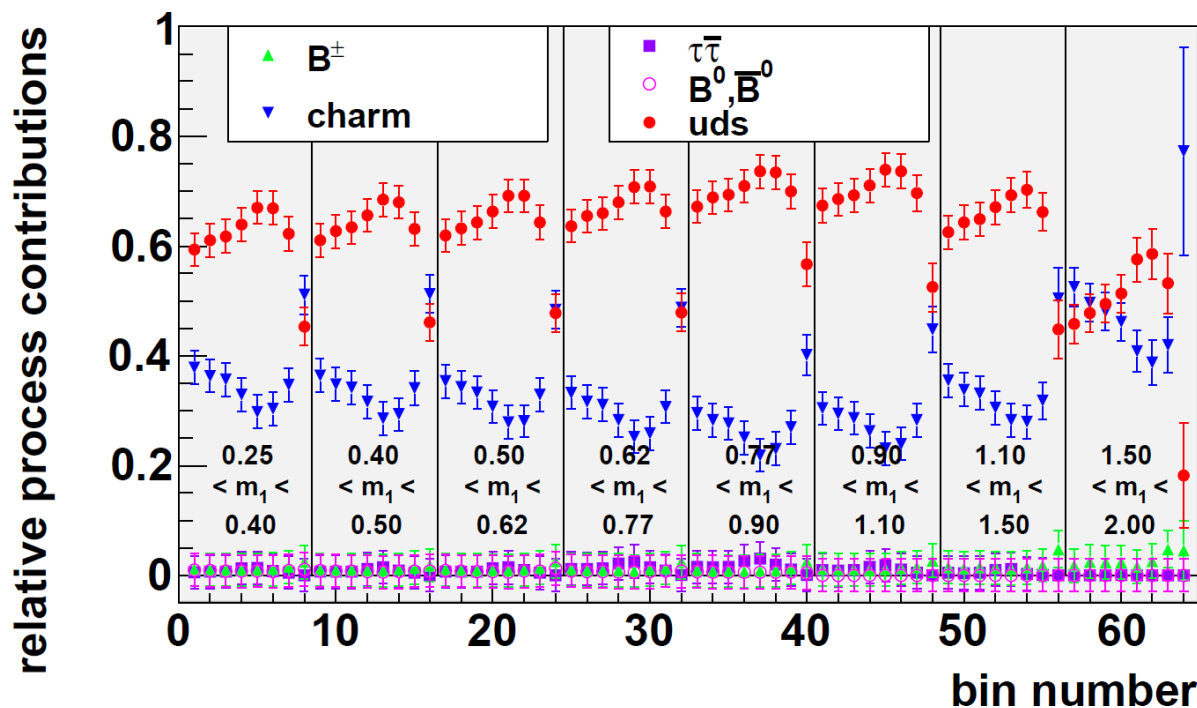 relative process contributions
1
0.8
0.6
0.4
0.2
0
B±
charm
ττ̅
B⁰,B̅⁰
uds
0.25 0.40 0.50 0.62 0.77 0.90 1.10 1.50
< m₁ < < m₁ < < m₁ < < m₁ < < m₁ < < m₁ < < m₁ < < m₁ <
0.40 0.50 0.62 0.77 0.90 1.10 1.50 2.00
0 10 20 30 40 50 60
bin number